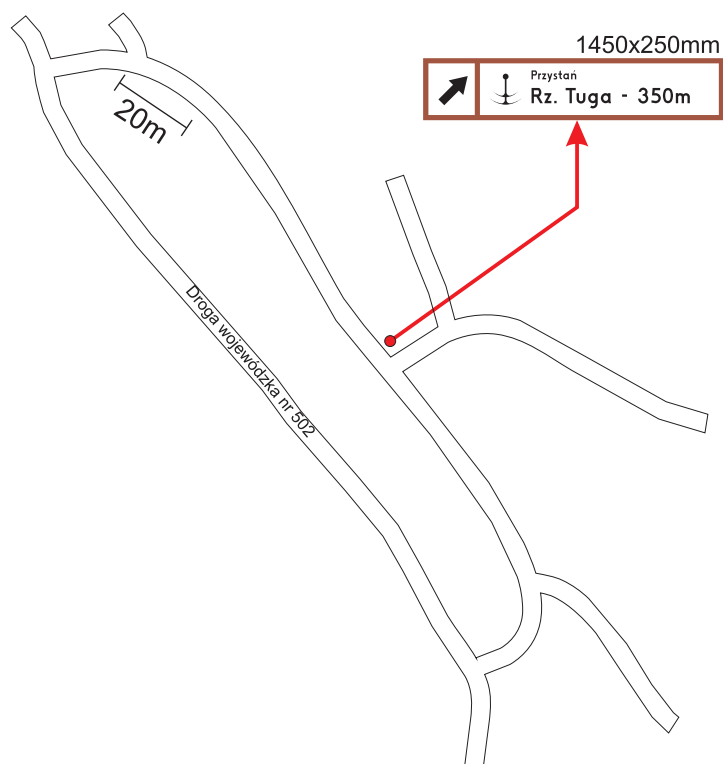 1450x250mm
Przystań
Rz. Tuga - 350m
20m
Droga wojewódzka nr 502